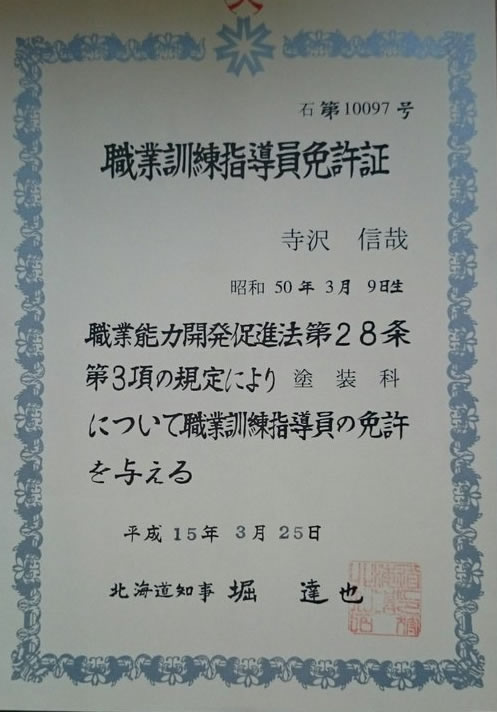 石第10097号
職業訓練指導員免許証
寺沢 信哉
昭和 50年 3月 9日生
職業能力開発促進法第28条
第3項の規定により 塗装科
について職業訓練指導員の免許
を与える
平成 15年 3月 25日
北海道知事 堀 達也